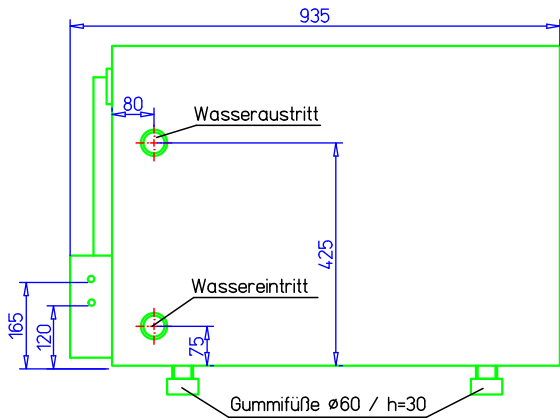 935
80
Wasseraustritt
425
Wassereintritt
165
120
75
Gummifüße ø60 / h=30